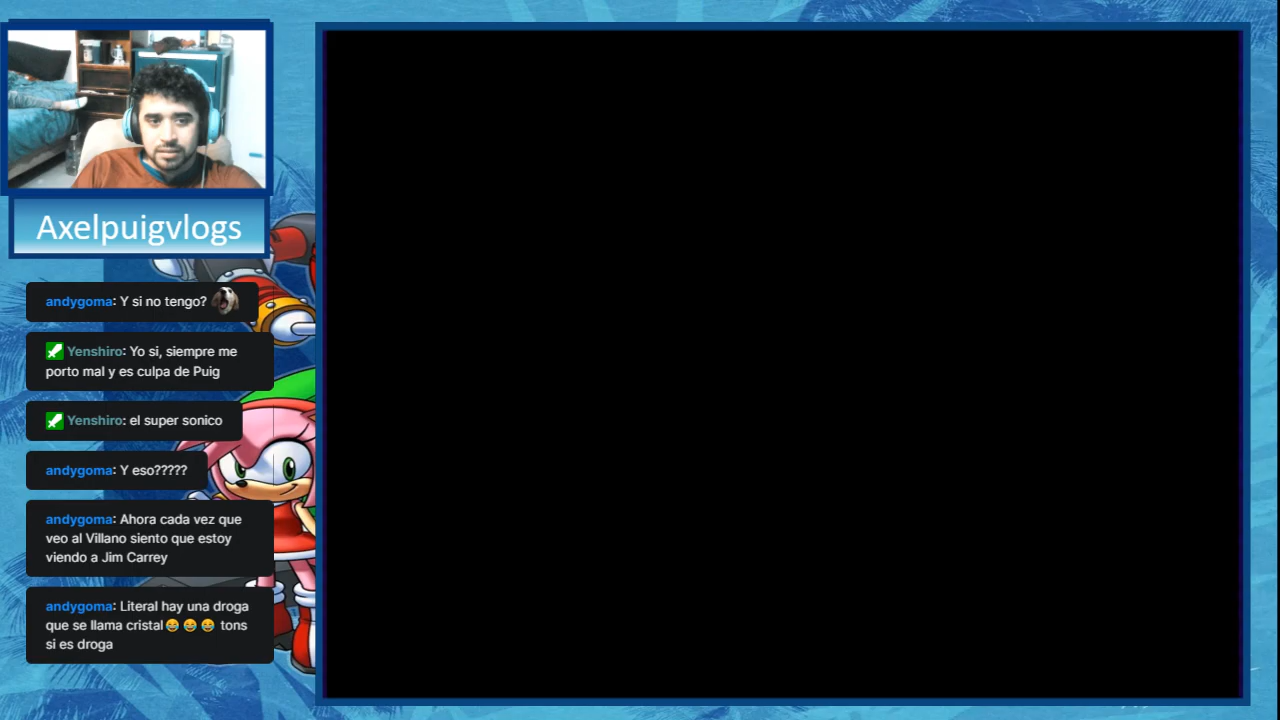 Axelpuigvlogs
andygoma: Y si no tengo?
Yenshiro: Yo si, siempre me
porto mal y es culpa de Puig
Yenshiro: el super sonico
andygoma: Y eso?????
andygoma: Ahora cada vez que
veo al Villano siento que estoy
viendo a Jim Carrey
andygoma: Literal hay una droga
que se llama cristal😂 😂 😂 tons
si es droga